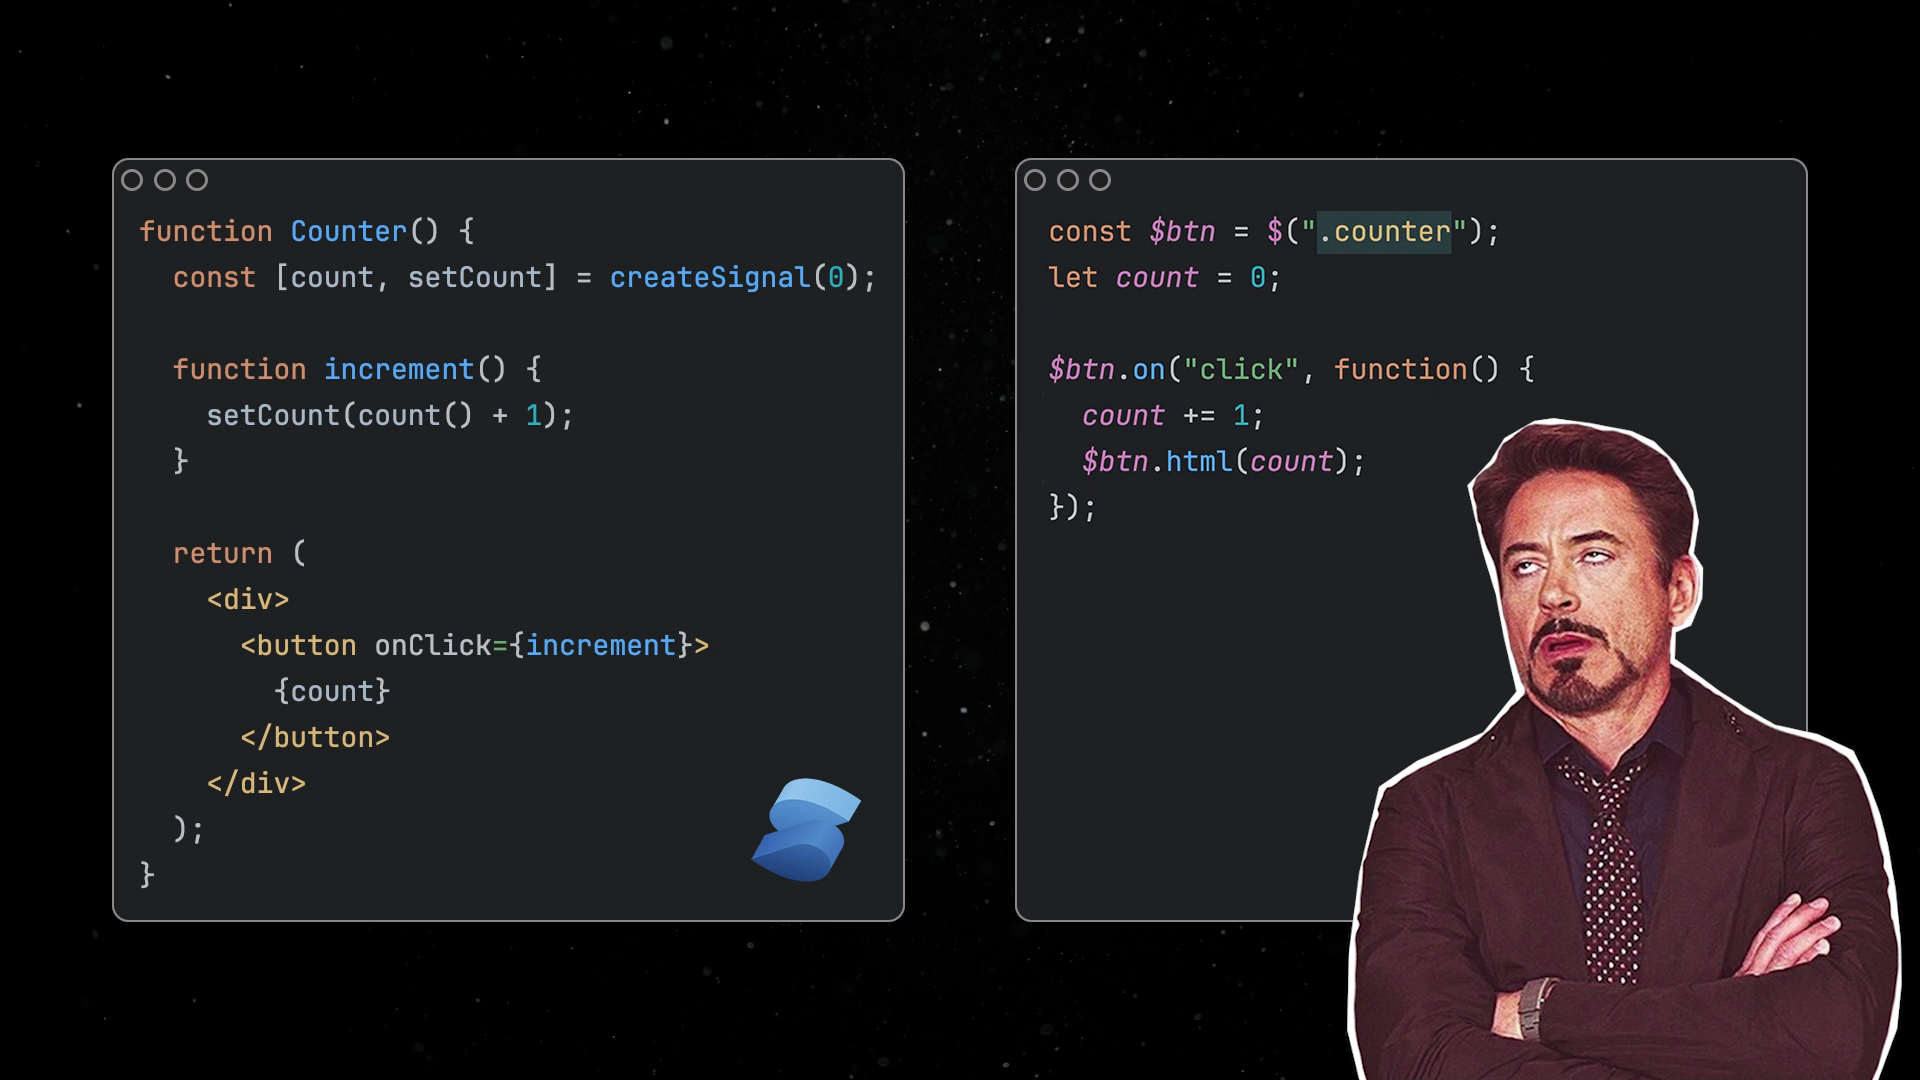 function Counter() {
  const [count, setCount] = createSignal(0);

  function increment() {
    setCount(count() + 1);
  }

  return (
    <div>
      <button onClick={increment}>
        {count}
      </button>
    </div>
  );
}
const $btn = $(".counter");
let count = 0;

$btn.on("click", function() {
  count += 1;
  $btn.html(count);
});